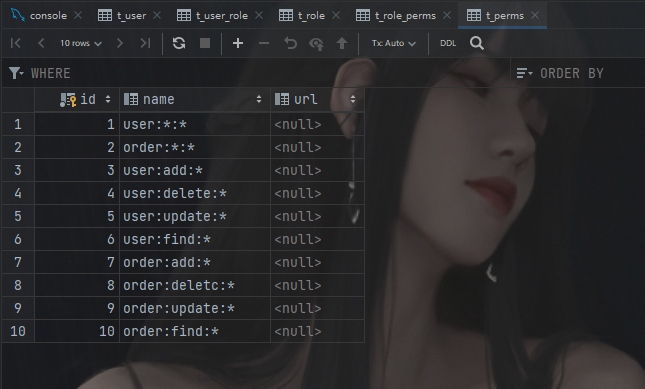 console t_user t_user_role t_role t_role_perms t_perms
10 rows Tx: Auto DDL
WHERE ORDER BY
id name url
1 1 user:*:* <null>
2 2 order:*:* <null>
3 3 user:add:* <null>
4 4 user:delete:* <null>
5 5 user:update:* <null>
6 6 user:find:* <null>
7 7 order:add:* <null>
8 8 order:deletc:* <null>
9 9 order:update:* <null>
10 10 order:find:* <null>